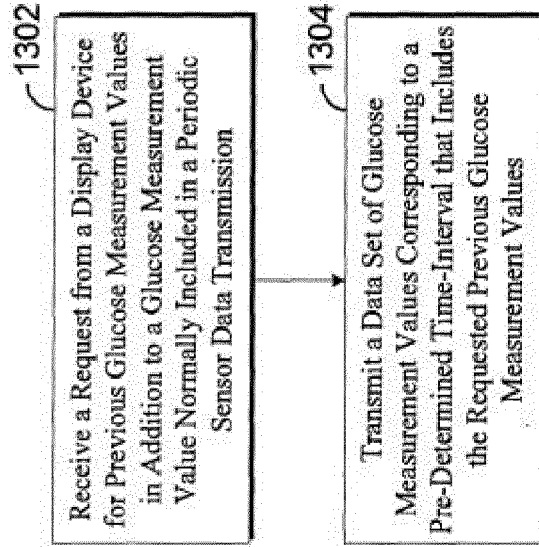 1302
Receive a Request from a Display Device
for Previous Glucose Measurement Values
in Addition to a Glucose Measurement
Value Normally Included in a Periodic
Sensor Data Transmission
1304
Transmit a Data Set of Glucose
Measurement Values Corresponding to a
Pre-Determined Time-Interval that Includes
the Requested Previous Glucose
Measurement Values